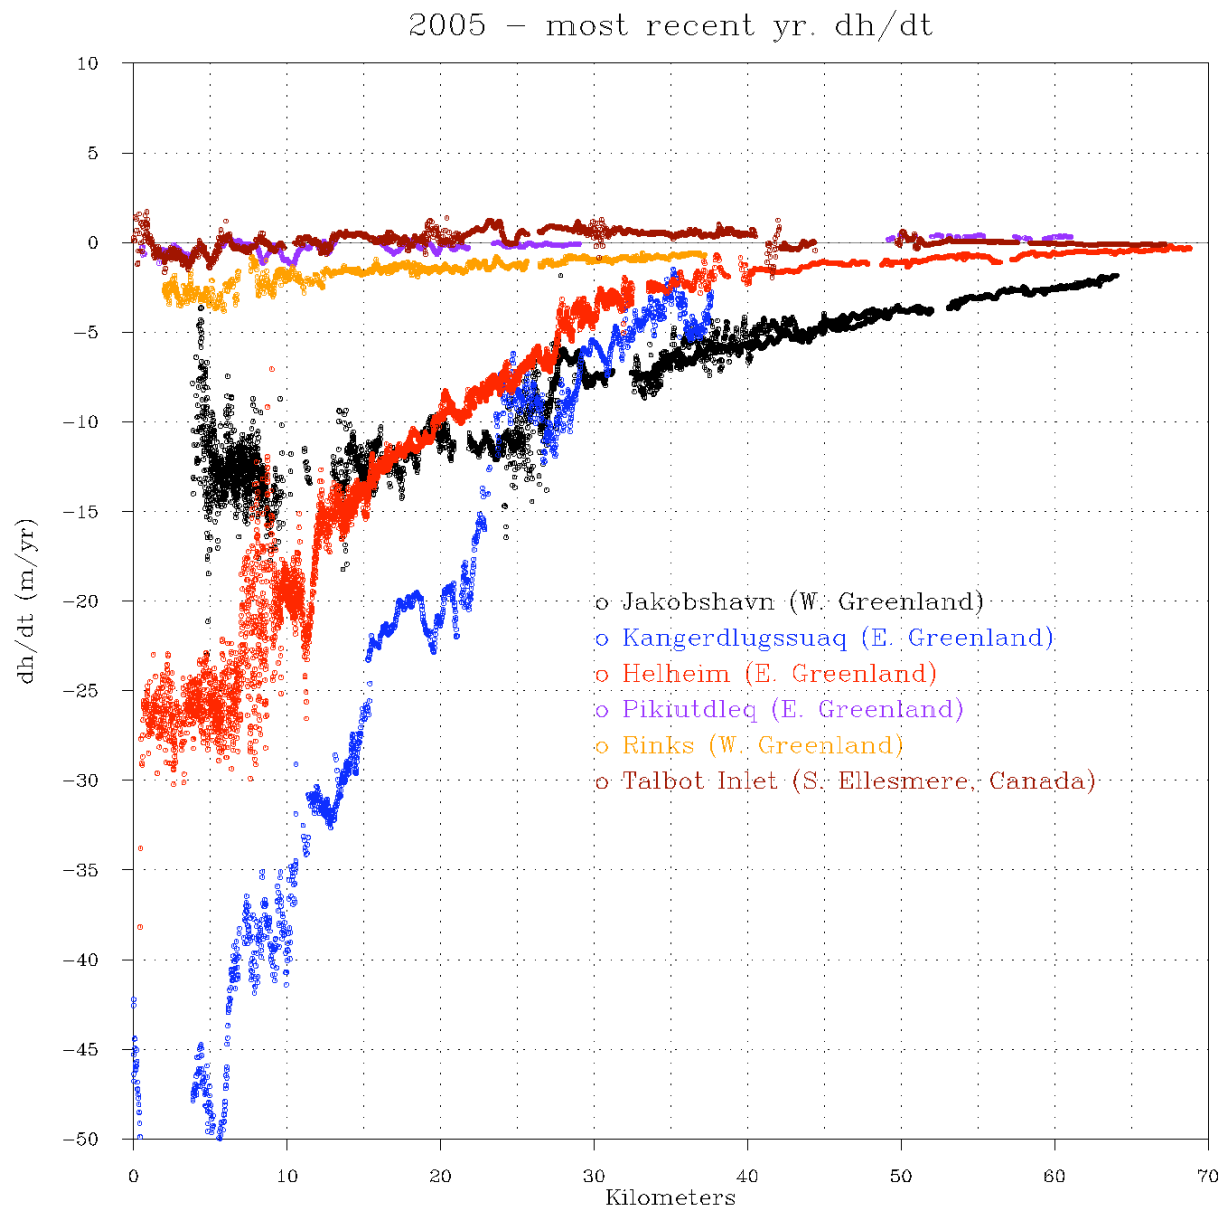 2005 – most recent yr. dh/dt
10
5
0
−5
−10
−15
−20
−25
−30
−35
−40
−45
−50
dh/dt (m/yr)
Jakobshavn (W. Greenland)
Kangerdlugssuaq (E. Greenland)
Helheim (E. Greenland)
Pikiutdleq (E. Greenland)
Rinks (W. Greenland)
Talbot Inlet (S. Ellesmere, Canada)
0 10 20 30 40 50 60 70
Kilometers